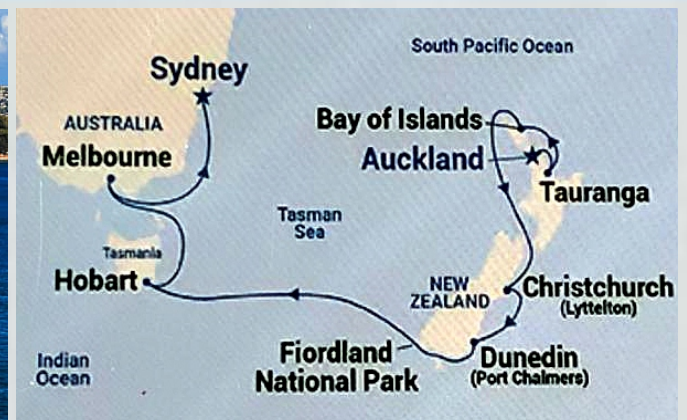 South Pacific Ocean
Sydney
AUSTRALIA
Melbourne
Bay of Islands
Auckland
Tauranga
Tasman
Sea
Tasmania
Hobart
NEW
ZEALAND
Christchurch
(Lyttelton)
Indian
Ocean
Fiordland
National Park
Dunedin
(Port Chalmers)